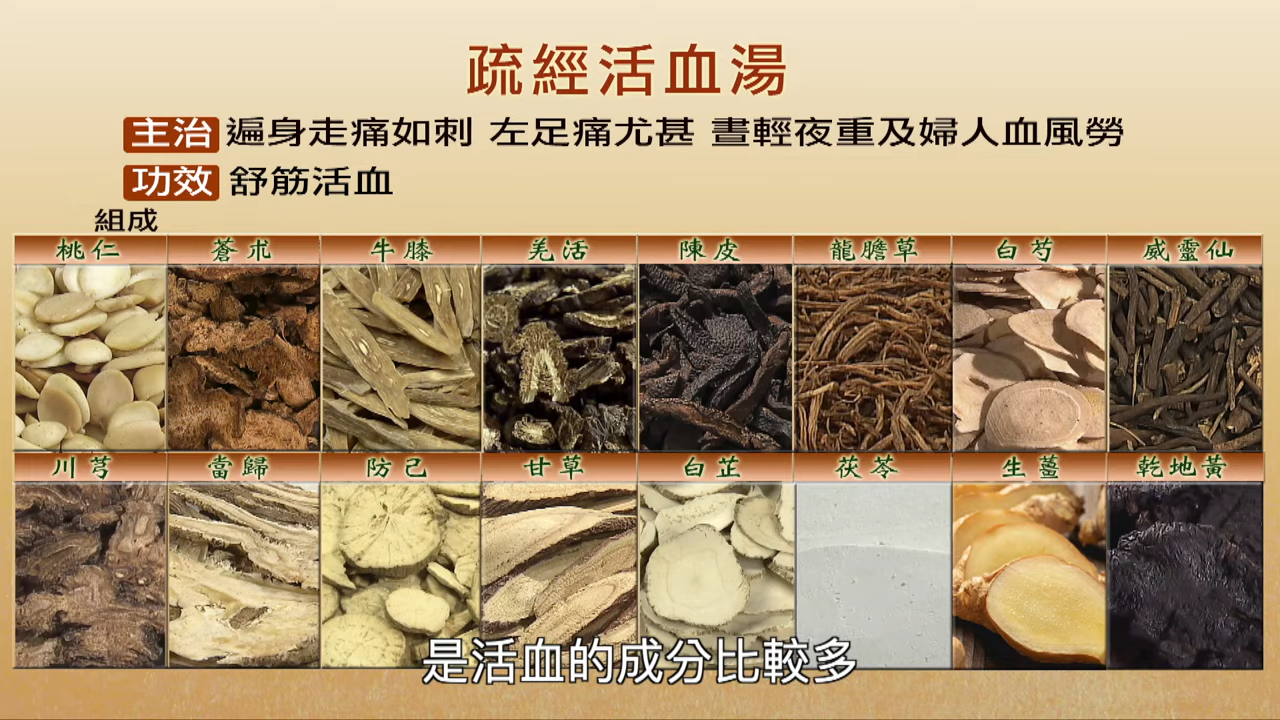 疏經活血湯
主治 遍身走痛如刺 左足痛尤甚 晝輕夜重及婦人血風勞
功效 舒筋活血
組成
桃仁 蒼朮 牛膝 羌活 陳皮 龍膽草 白芍 威靈仙
川芎 當歸 防己 甘草 白芷 茯苓 生薑 乾地黃
是活血的成分比較多